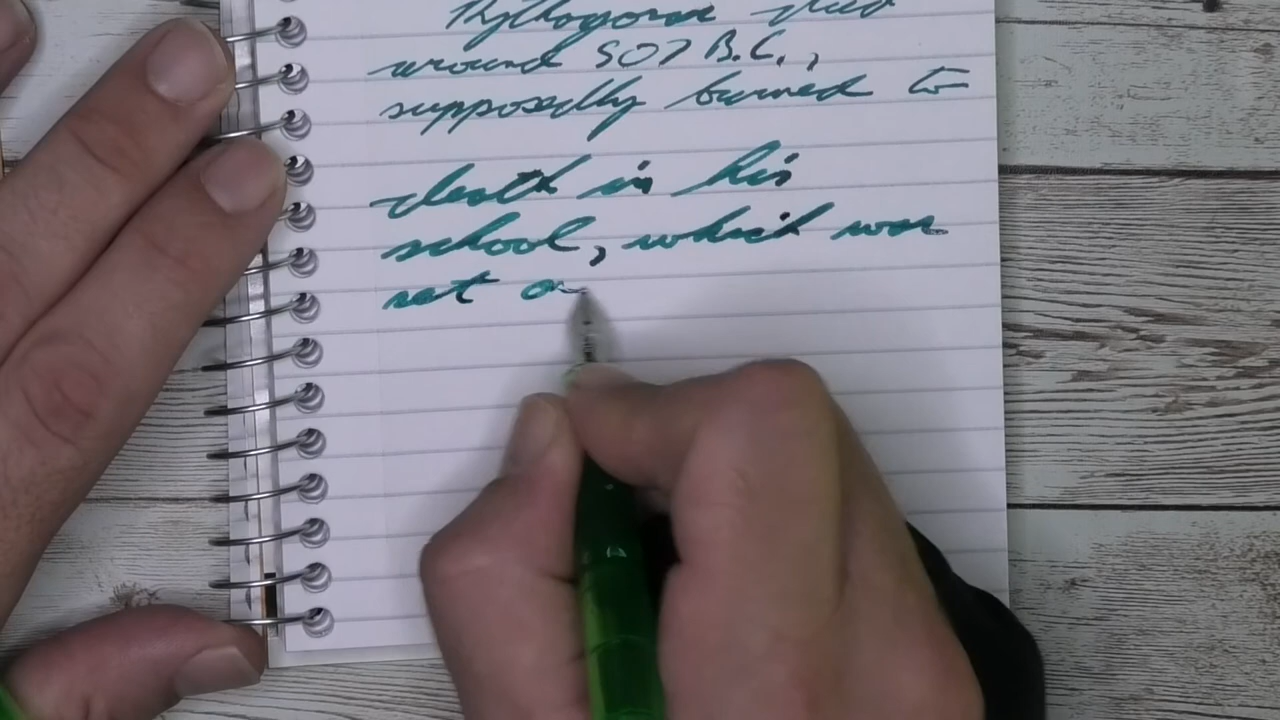 Pythagoras died
around 507 B.C.,
supposedly burned to
death in his
school, which was
set on